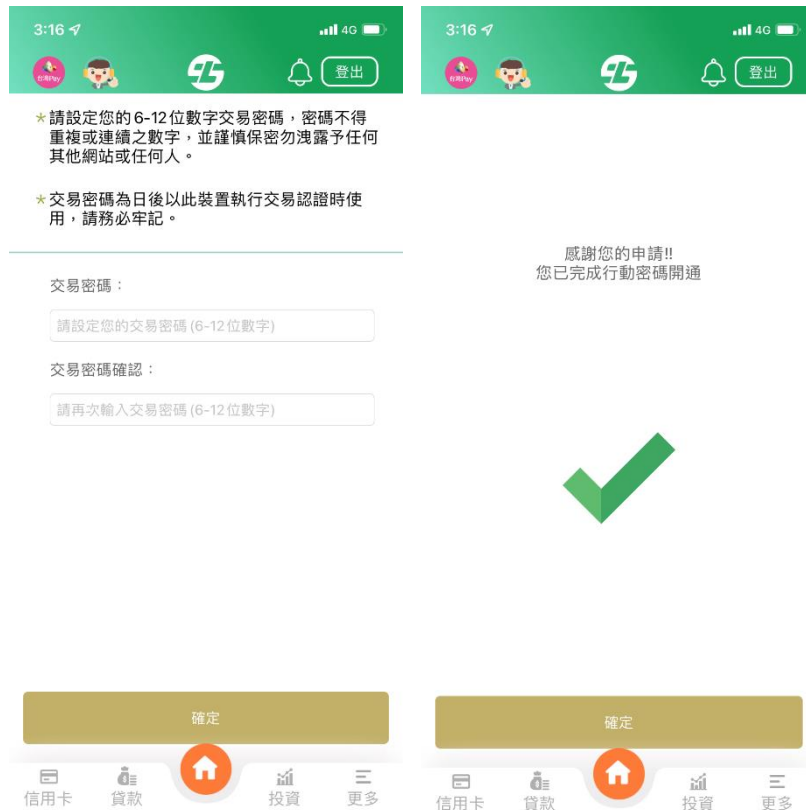 3:16
4G
台灣Pay
登出
*請設定您的6-12位數字交易密碼，密碼不得
重複或連續之數字，並謹慎保密勿洩露予任何
其他網站或任何人。
*交易密碼為日後以此裝置執行交易認證時使
用，請務必牢記。
交易密碼：
請設定您的交易密碼(6-12位數字)
交易密碼確認：
請再次輸入交易密碼(6-12位數字)
確定
信用卡
貸款
投資
更多
3:16
4G
台灣Pay
登出
感謝您的申請!!
您已完成行動密碼開通
確定
信用卡
貸款
投資
更多